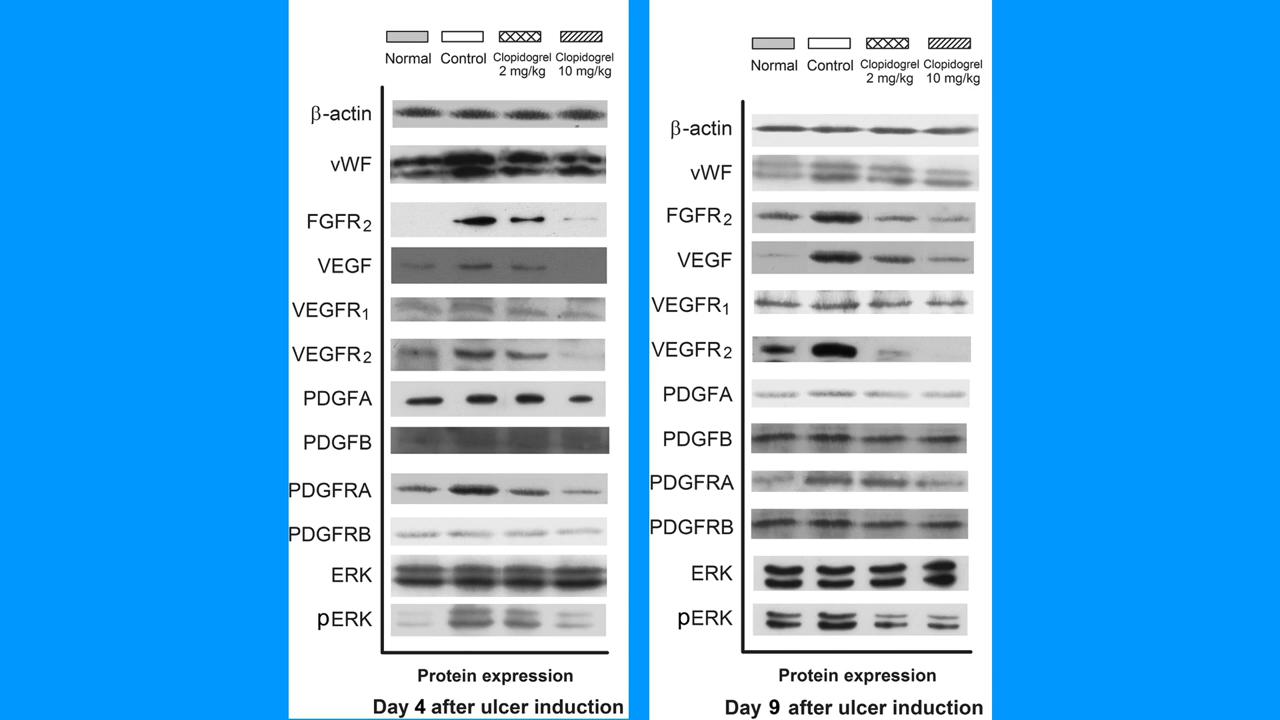 Normal Control Clopidogrel 2 mg/kg Clopidogrel 10 mg/kg
β-actin
vWF
FGFR2
VEGF
VEGFR1
VEGFR2
PDGFA
PDGFB
PDGFRA
PDGFRB
ERK
pERK
Protein expression
Day 4 after ulcer induction
Normal Control Clopidogrel 2 mg/kg Clopidogrel 10 mg/kg
β-actin
vWF
FGFR2
VEGF
VEGFR1
VEGFR2
PDGFA
PDGFB
PDGFRA
PDGFRB
ERK
pERK
Protein expression
Day 9 after ulcer induction